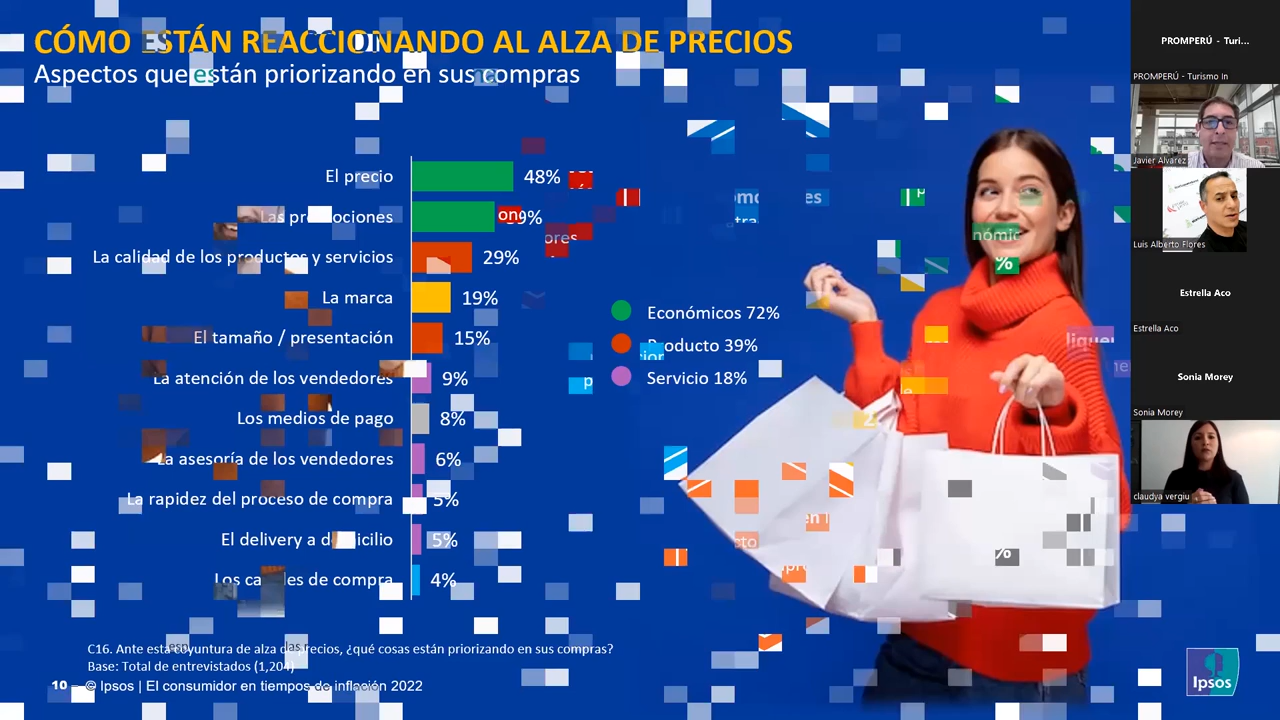 CÓMO ESTÁN REACCIONANDO AL ALZA DE PRECIOS
Aspectos que están priorizando en sus compras
El precio 48%
Las promociones
La calidad de los productos y servicios 29%
La marca 19%
El tamaño / presentación 15%
La atención de los vendedores 9%
Los medios de pago 8%
La asesoría de los vendedores 6%
La rapidez del proceso de compra 5%
El delivery a domicilio 5%
Los canales de compra 4%
Económicos 72%
Producto 39%
Servicio 18%
C16. Ante esta coyuntura de alza de precios, ¿qué cosas están priorizando en sus compras?
Base: Total de entrevistados (1,204)
10 – © Ipsos | El consumidor en tiempos de inflación 2022
Ipsos
PROMPERÚ - Turi...
PROMPERÚ - Turismo In
Javier Álvarez
Luis Alberto Flores
Estrella Aco
Estrella Aco
Sonia Morey
Sonia Morey
claudya vergiu